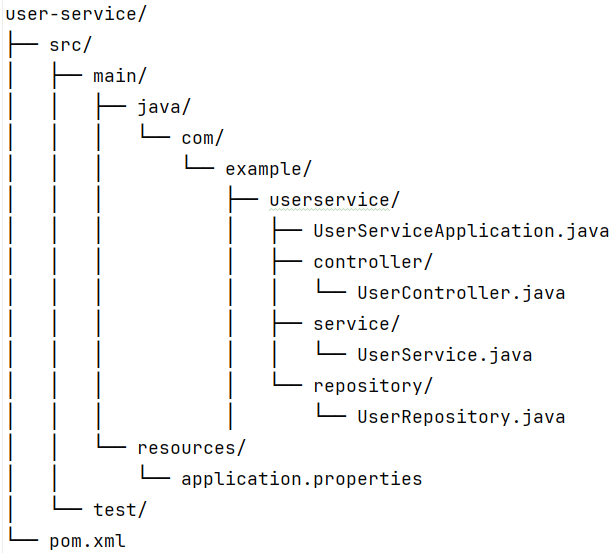 user-service/
├── src/
│   ├── main/
│   │   ├── java/
│   │   │   └── com/
│   │   │       └── example/
│   │   │           ├── userservice/
│   │   │           │   ├── UserServiceApplication.java
│   │   │           │   ├── controller/
│   │   │           │   │   └── UserController.java
│   │   │           │   ├── service/
│   │   │           │   │   └── UserService.java
│   │   │           │   └── repository/
│   │   │           │       └── UserRepository.java
│   │   └── resources/
│   │       └── application.properties
│   └── test/
└── pom.xml